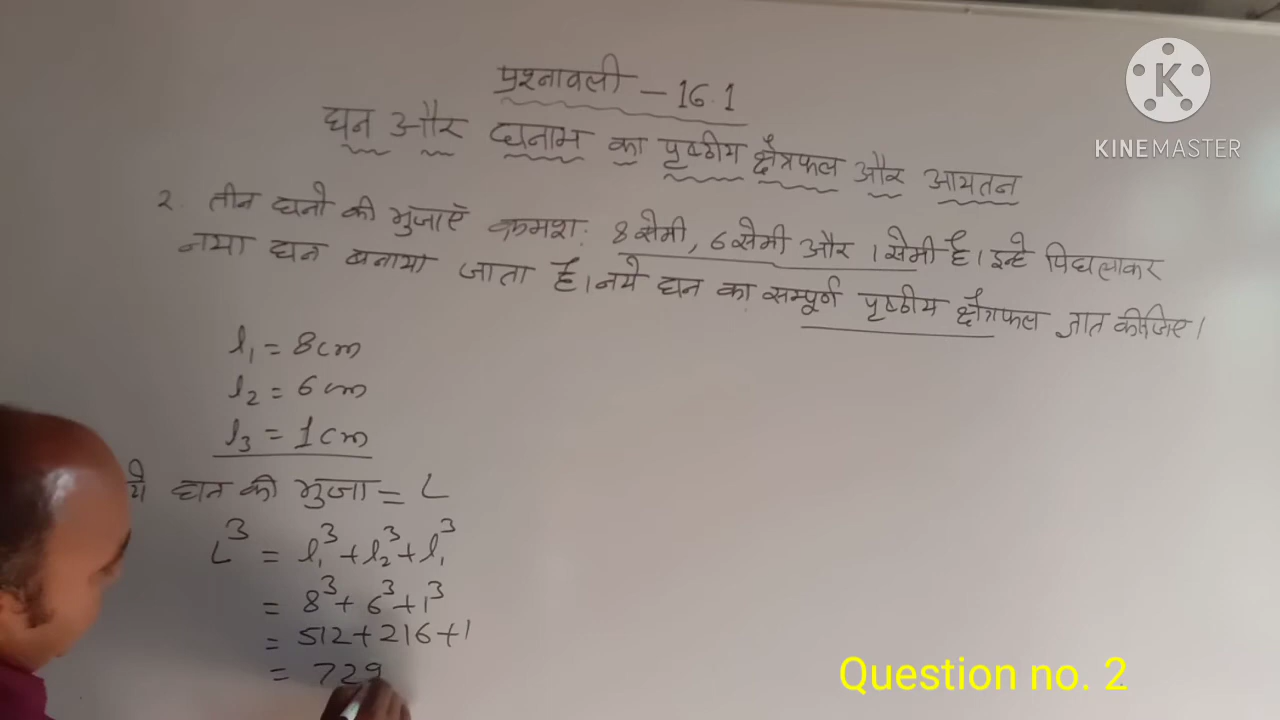 प्रश्नावली - 16.1
घन और घनाभ का पृष्ठीय क्षैत्रफल और आयतन
2. तीन घनो की भुजाएँ क्रमश: 8 सेमी, 6 सेमी और 1 सेमी है। इन्हे पिघलाकर
नया घन बनाया जाता है। नये घन का सम्पूर्ण पृष्ठीय क्षैत्रफल ज्ञात कीजिए।
l₁ = 8cm
l₂ = 6cm
l₃ = 1cm
घन की भुजा = L
L³ = l₁³ + l₂³ + l₁³
= 8³ + 6³ + 1³
= 512 + 216 + 1
= 729
Question no. 2
K
KINEMASTER